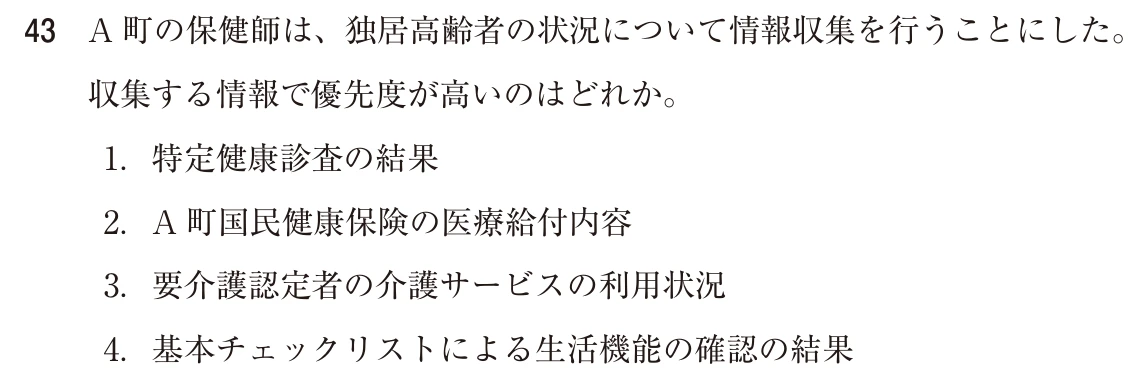 43 A 町の保健師は、独居高齢者の状況について情報収集を行うことにした。
収集する情報で優先度が高いのはどれか。
1. 特定健康診査の結果
2. A 町国民健康保険の医療給付内容
3. 要介護認定者の介護サービスの利用状況
4. 基本チェックリストによる生活機能の確認の結果